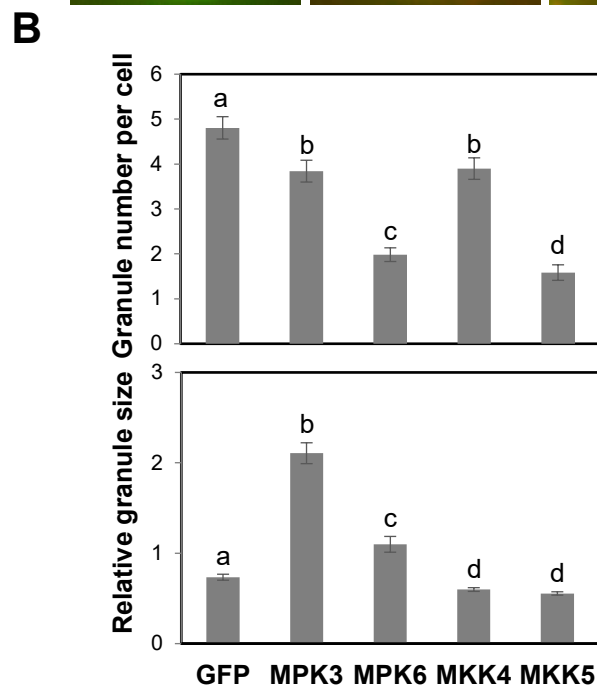 B
Granule number per cell
6
5
4
3
2
1
0
a
b
c
b
d
Relative granule size
3
2
1
0
a
b
c
d
d
GFP MPK3 MPK6 MKK4 MKK5